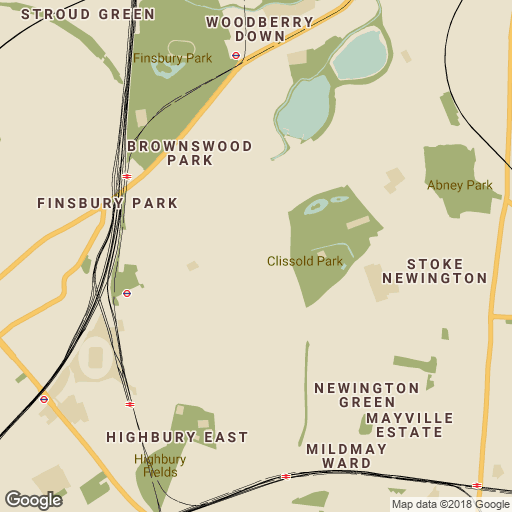 STROUD GREEN
WOODBERRY
DOWN
Finsbury Park
BROWNSWOOD
PARK
Abney Park
FINSBURY PARK
Clissold Park
STOKE
NEWINGTON
NEWINGTON
GREEN
MAYVILLE
ESTATE
HIGHBURY EAST
MILDMAY
WARD
Highbury
Fields
Google
Google
Map data ©2018 Google